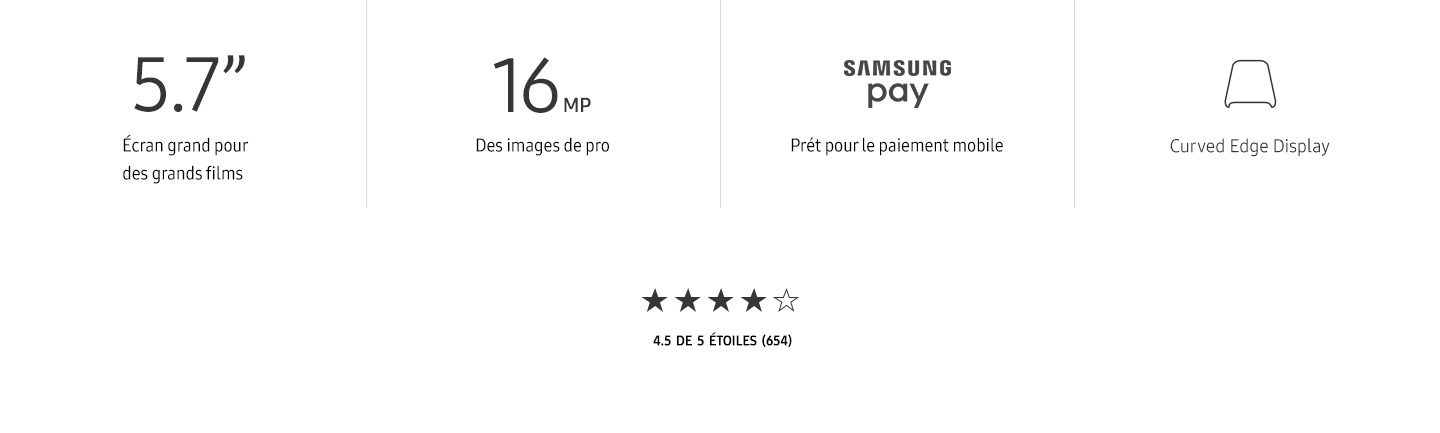 5.7”
Écran grand pour
des grands films
16 MP
Des images de pro
SAMSUNG
pay
Prét pour le paiement mobile
Curved Edge Display
4.5 DE 5 ÉTOILES (654)